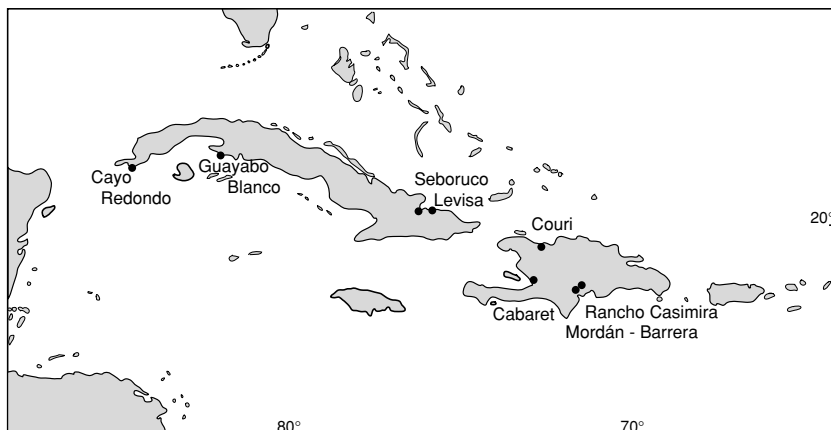 Cayo
Redondo
Guayabo
Blanco
Seboruco
Levisa
20°
Couri
Cabaret
Rancho Casimira
Mordán - Barrera
80°
70°